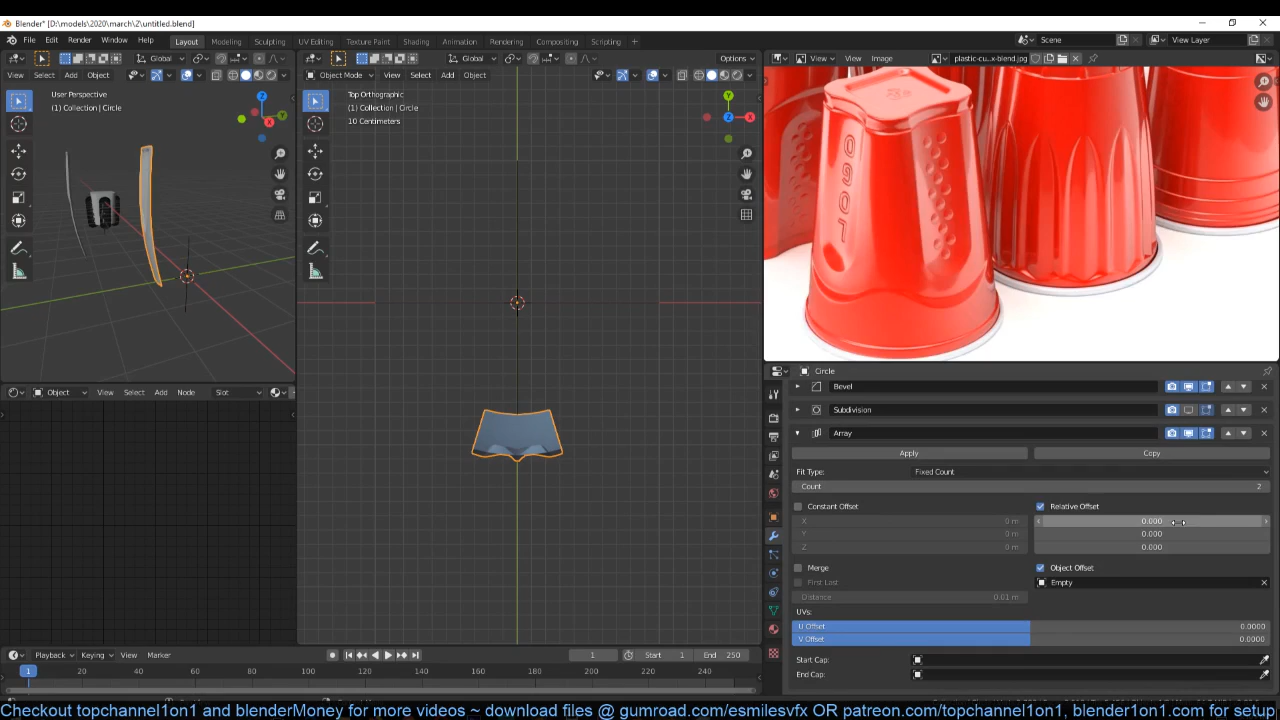 Blender* [D:\models\2020\march\2\untitled.blend]
File Edit Render Window Help Layout Modeling Sculpting UV Editing Texture Paint Shading Animation Rendering Compositing Scripting + Scene View Layer
Global Global Options View Image plastic-cu..x-blend.jpg
View Select Add Object Object Mode View Select Add Object
User Perspective
(1) Collection | Circle
Top Orthographic
(1) Collection | Circle
10 Centimeters
Z
Y
X
Y
Z
X
LOGO
Object View Select Add Node Slot
Circle
Bevel
Subdivision
Array
Apply Copy
Fit Type: Fixed Count
Count 2
Constant Offset Relative Offset
X 0 m 0.000
Y 0 m 0.000
Z 0 m 0.000
Merge Object Offset
First Last Empty
Distance 0.01 m
UVs:
U Offset 0.0000
V Offset 0.0000
Start Cap:
End Cap:
Playback Keying View Marker 1 Start 1 End 250
1 20 40 60 80 100 120 140 160 180 200 220 240
Checkout topchannel1on1 and blenderMoney for more videos ~ download files @ gumroad.com/esmilesvfx OR patreon.com/topchannel1on1, blender1on1.com for setup